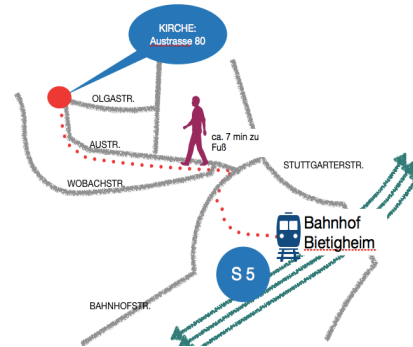 KIRCHE:
Austrasse 80
OLGASTR.
AUSTR.
ca. 7 min zu
Fuß
WOBACHSTR.
STUTTGARTERSTR.
Bahnhof
Bietigheim
S 5
BAHNHOFSTR.